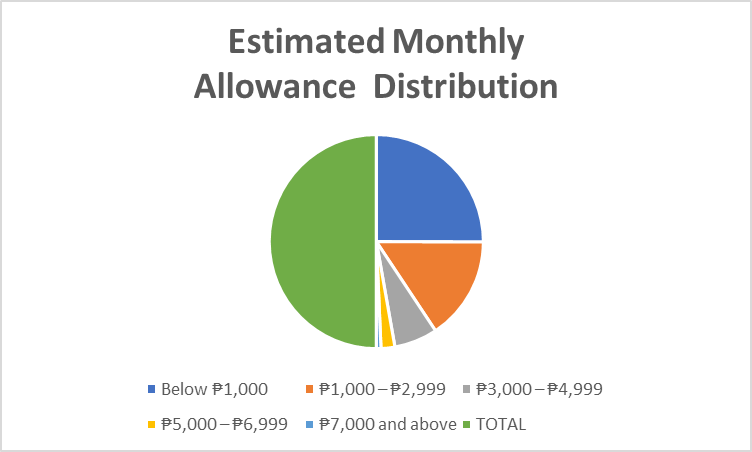 Estimated Monthly
Allowance Distribution
Below ₱1,000 ₱1,000 – ₱2,999 ₱3,000 – ₱4,999
₱5,000 – ₱6,999 ₱7,000 and above TOTAL